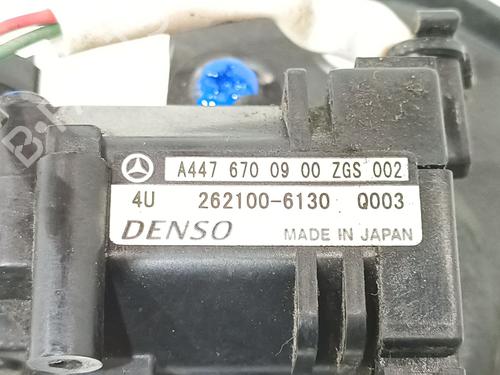 A447 670 09 00 ZGS 002
4U 262100-6130 Q003
DENSO MADE IN JAPAN